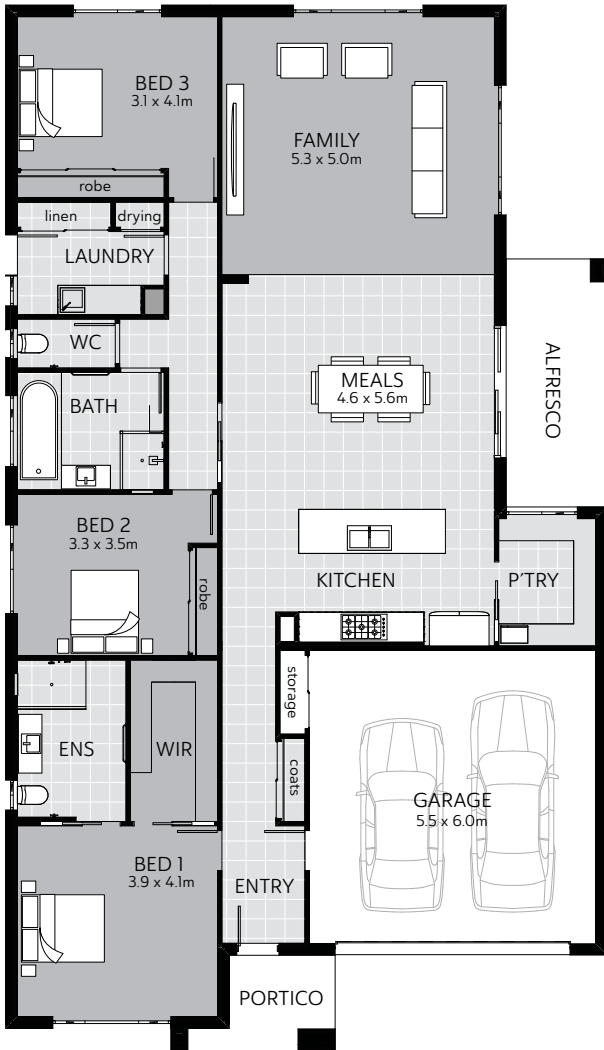 BED 3
3.1 x 4.1m
FAMILY
5.3 x 5.0m
robe
linen
drying
LAUNDRY
WC
BATH
MEALS
4.6 x 5.6m
ALFRESCO
BED 2
3.3 x 3.5m
robe
KITCHEN
P'TRY
ENS
WIR
storage
coats
GARAGE
5.5 x 6.0m
BED 1
3.9 x 4.1m
ENTRY
PORTICO